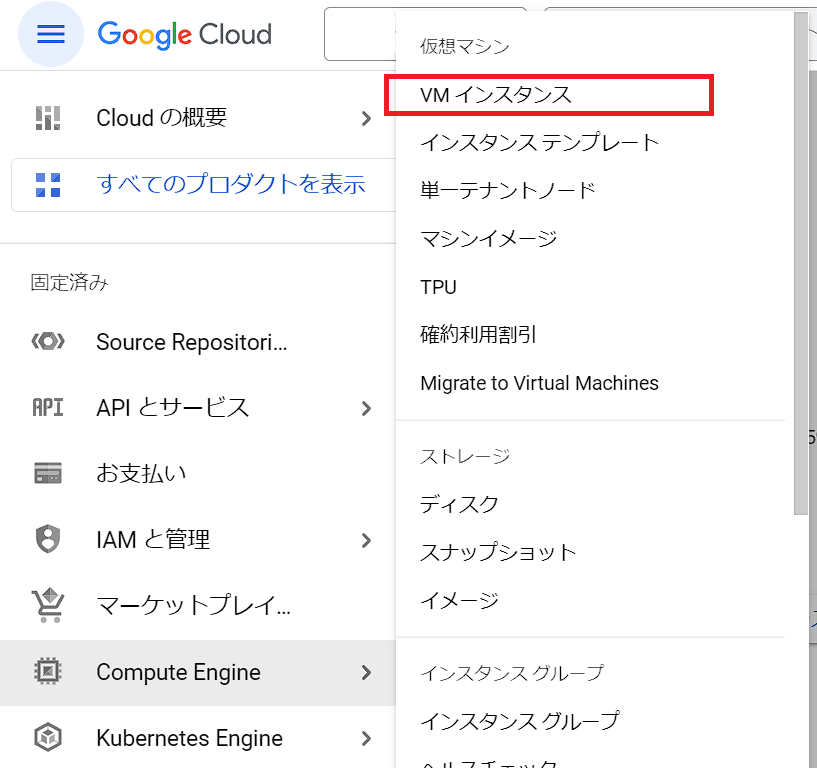 Google Cloud
Cloud の概要
すべてのプロダクトを表示
固定済み
Source Repositori...
API
API とサービス
お支払い
IAM と管理
マーケットプレイ...
Compute Engine
Kubernetes Engine
仮想マシン
VM インスタンス
インスタンス テンプレート
単一テナントノード
マシンイメージ
TPU
確約利用割引
Migrate to Virtual Machines
ストレージ
ディスク
スナップショット
イメージ
インスタンス グループ
インスタンス グループ
ヘルスチェック